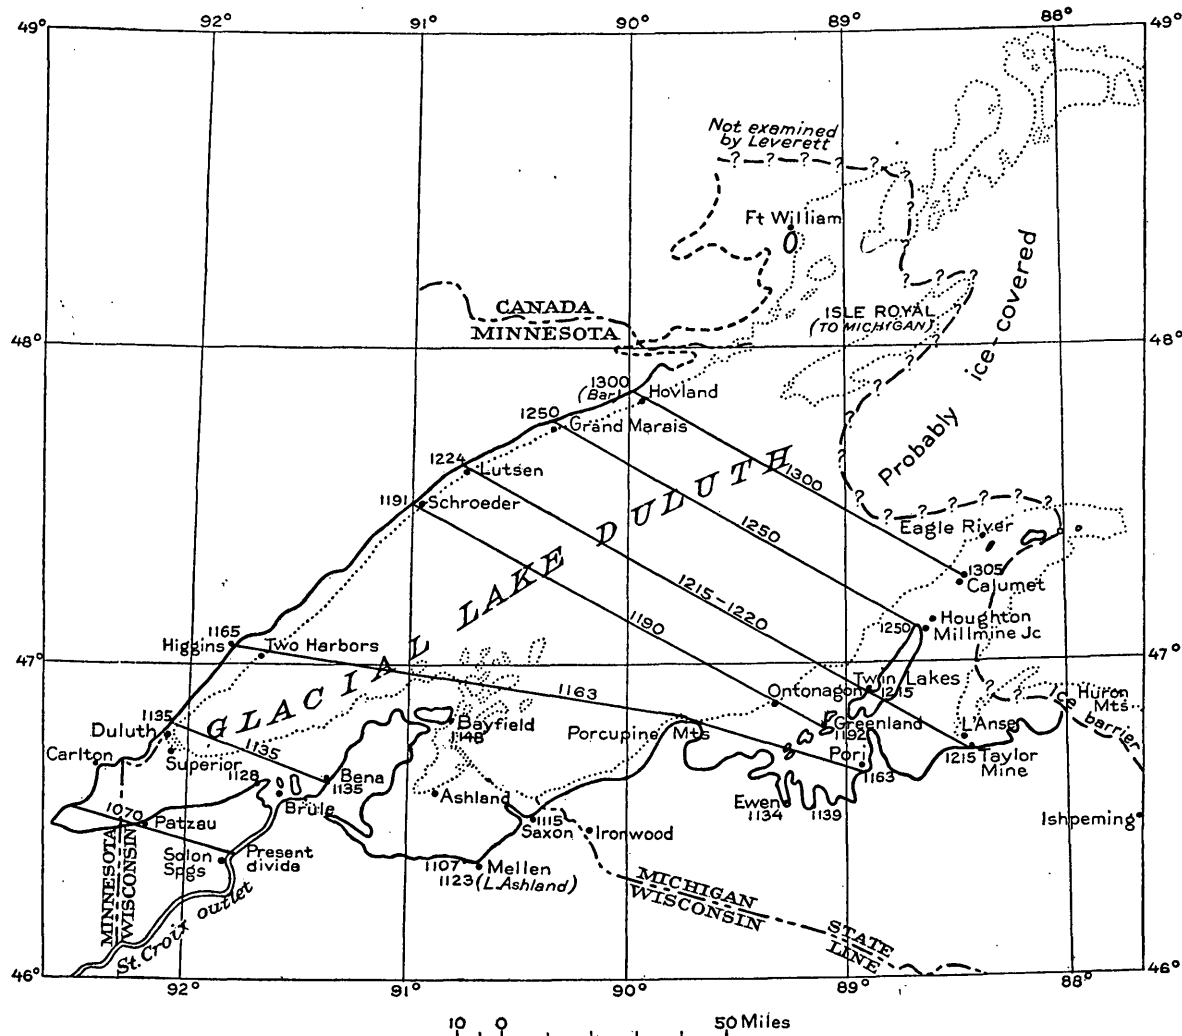 49°
92°
91°
90°
89°
88°
49°
Not examined
by Leverett
? ? ? ? ?
Ft William
CANADA
MINNESOTA
ISLE ROYAL
(TO MICHIGAN)
Probably ice-covered
48°
48°
1300
(Bar)
Hovland
1250
Grand Marais
1224
Lutsen
1191
Schroeder
1300
1250
1215-1220
1190
GLACIAL LAKE DULUTH
Eagle River
1305
Calumet
Houghton
1250
Millmine Jc
1165
Higgins
Two Harbors
47°
47°
1163
Ontonagon
Twin Lakes
1215
Huron
Mts
Ice barrier
1135
Duluth
1135
Bayfield
1148
Porcupine Mts
Greenland
1192
L'Anse
Carlton
Superior
1128
Bena
1135
Pori
1163
1215
Taylor
Mine
Brule
Ashland
Ewen
1134
1139
1070
Patzau
1115
Saxon
Ironwood
Ishpeming
Solon
Spgs
Present
divide
1107
Mellen
1123 (L. Ashland)
MINNESOTA
WISCONSIN
St. Croix outlet
MICHIGAN
WISCONSIN
STATE
LINE
46°
46°
92°
91°
90°
89°
88°
10 0 50 Miles